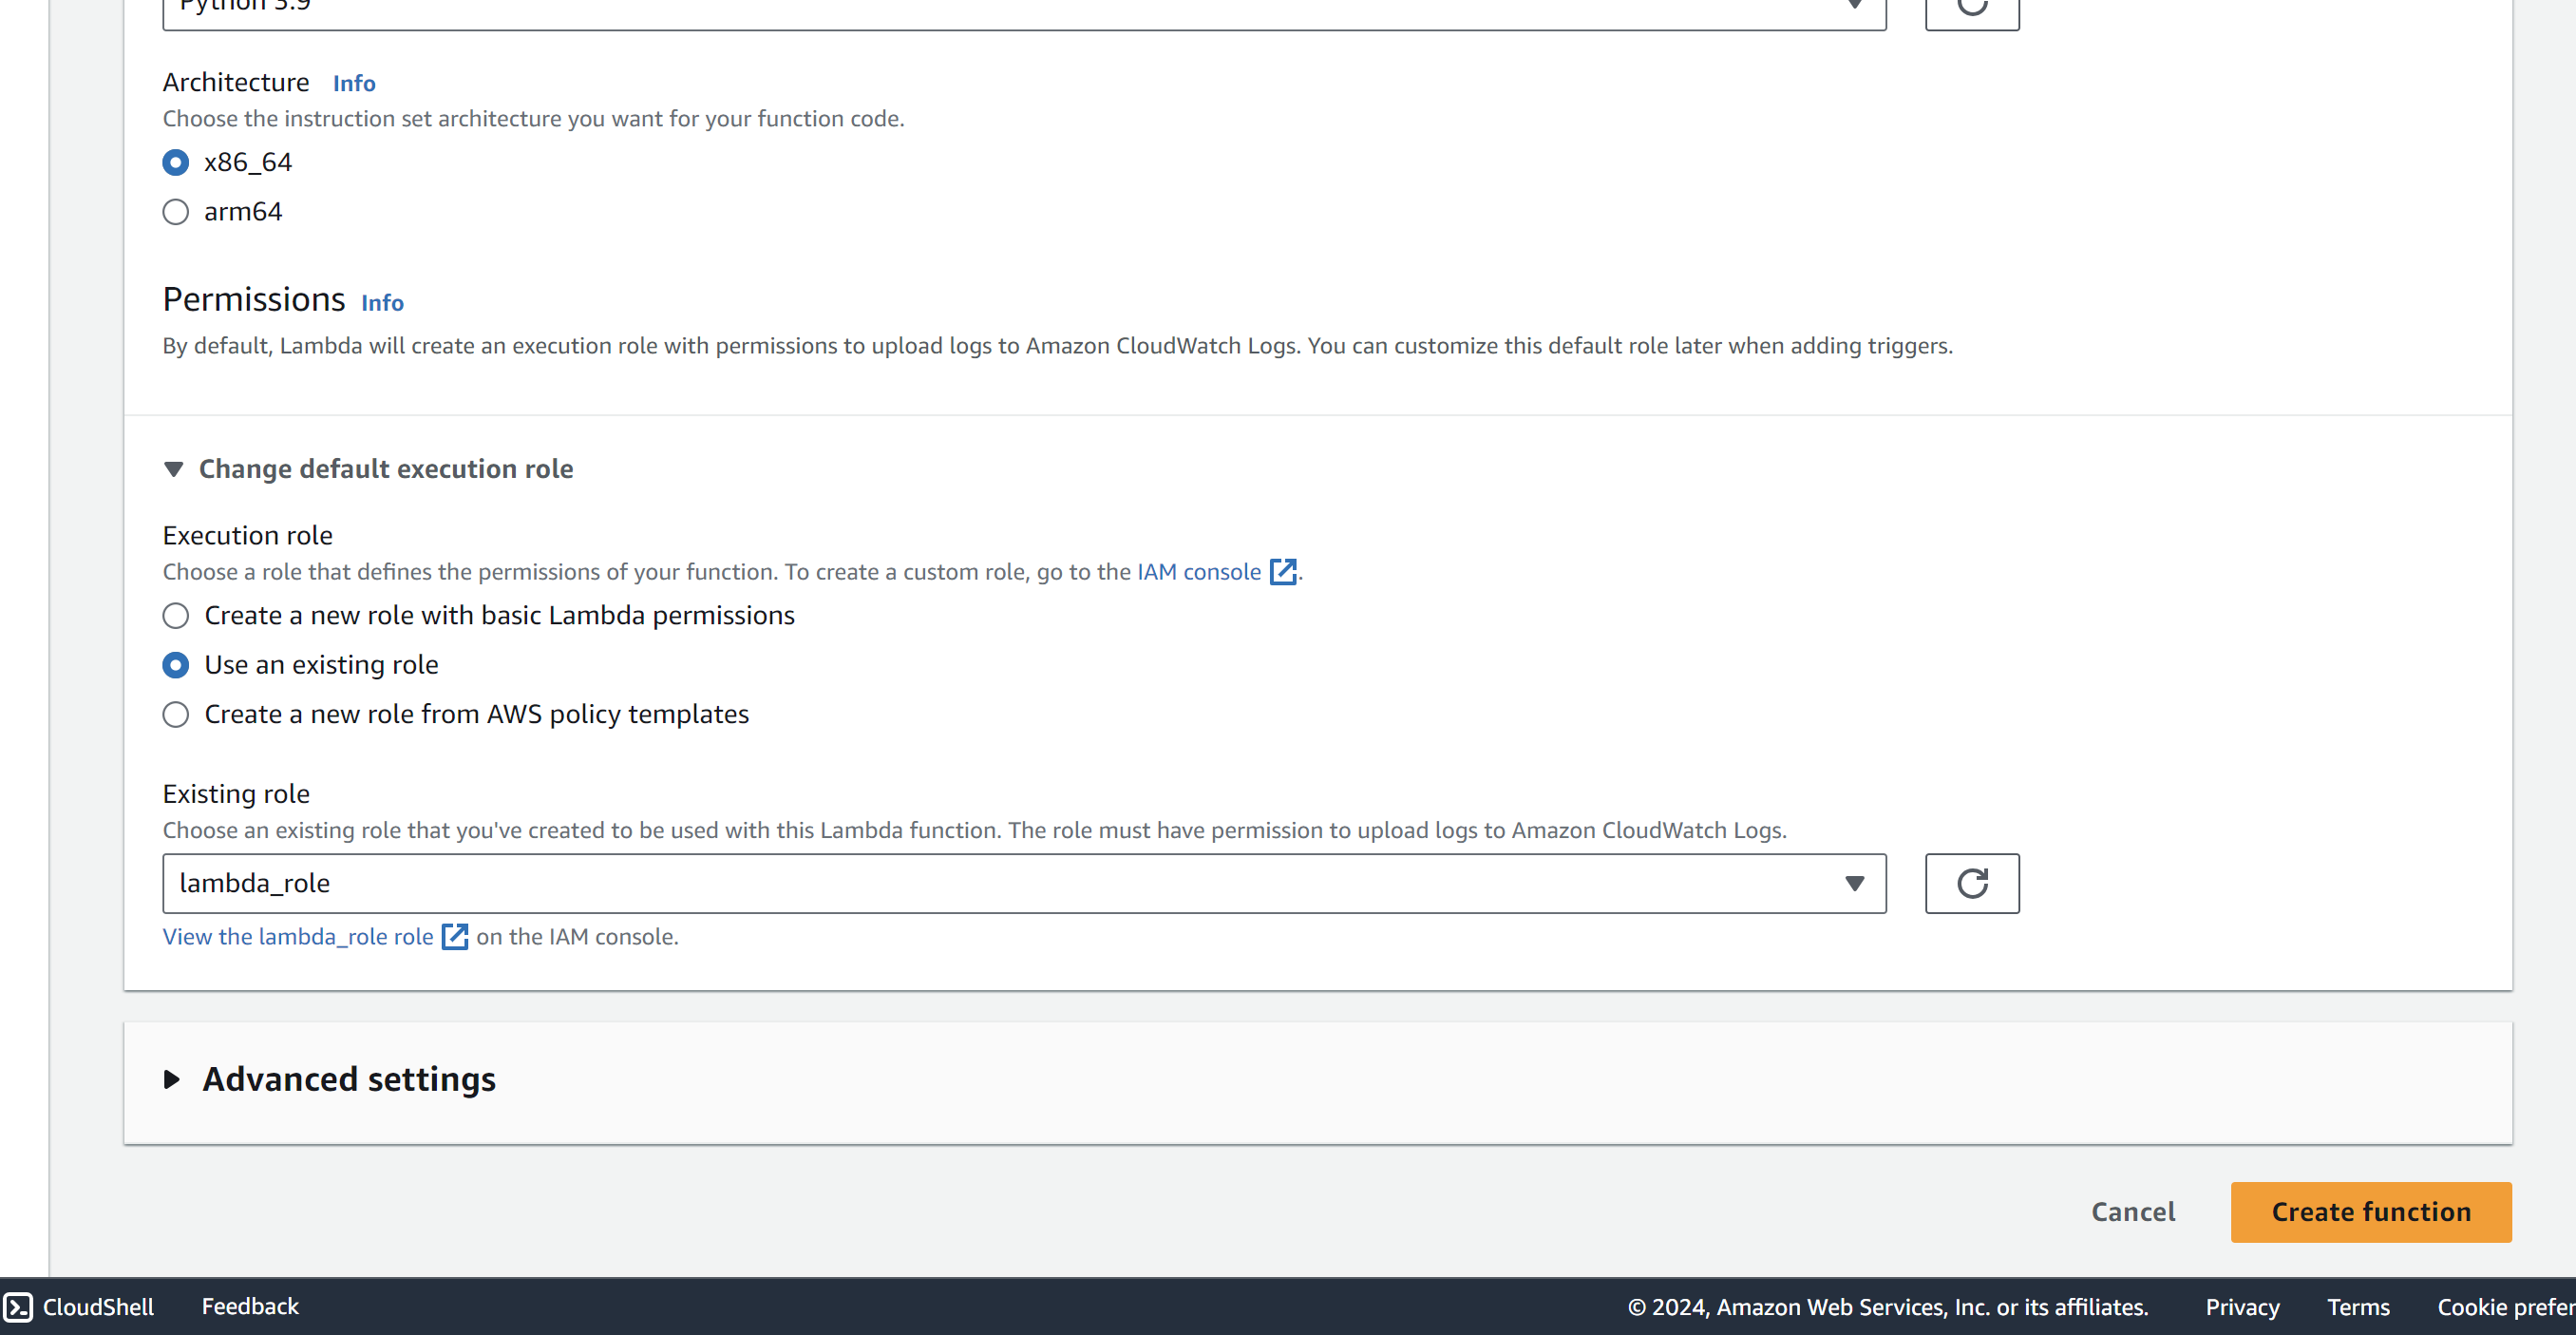 Python 3.9
Architecture Info
Choose the instruction set architecture you want for your function code.
x86_64
arm64
Permissions Info
By default, Lambda will create an execution role with permissions to upload logs to Amazon CloudWatch Logs. You can customize this default role later when adding triggers.
Change default execution role
Execution role
Choose a role that defines the permissions of your function. To create a custom role, go to the IAM console.
Create a new role with basic Lambda permissions
Use an existing role
Create a new role from AWS policy templates
Existing role
Choose an existing role that you've created to be used with this Lambda function. The role must have permission to upload logs to Amazon CloudWatch Logs.
lambda_role
View the lambda_role role on the IAM console.
Advanced settings
Cancel Create function
CloudShell Feedback © 2024, Amazon Web Services, Inc. or its affiliates. Privacy Terms Cookie prefer